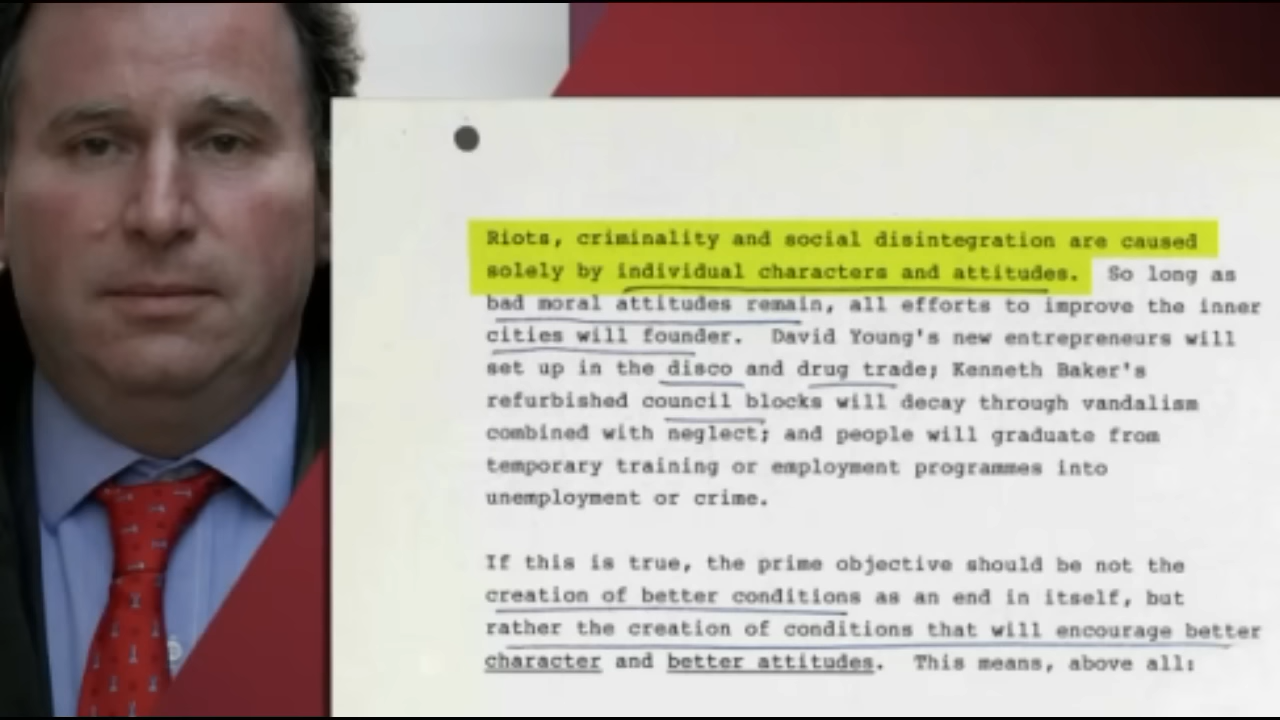 Riots, criminality and social disintegration are caused
solely by individual characters and attitudes. So long as
bad moral attitudes remain, all efforts to improve the inner
cities will founder. David Young's new entrepreneurs will
set up in the disco and drug trade; Kenneth Baker's
refurbished council blocks will decay through vandalism
combined with neglect; and people will graduate from
temporary training or employment programmes into
unemployment or crime.
If this is true, the prime objective should be not the
creation of better conditions as an end in itself, but
rather the creation of conditions that will encourage better
character and better attitudes. This means, above all: